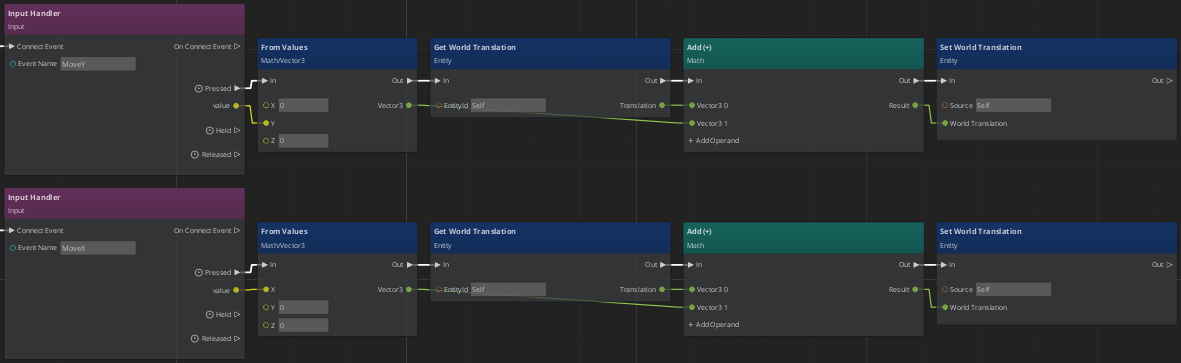 Input Handler
Input
Connect Event On Connect Event
Event Name MoveY
Pressed
value
Held
Released
From Values
Math/Vector3
In Out
X 0 Vector3
Y
Z 0
Get World Translation
Entity
In Out
EntityId Self Translation
Add (+)
Math
In Out
Vector3 0 Result
Vector3 1
+ Add Operand
Set World Translation
Entity
In Out
Source Self
World Translation
Input Handler
Input
Connect Event On Connect Event
Event Name MoveX
Pressed
value
Held
Released
From Values
Math/Vector3
In Out
X Vector3
Y 0
Z 0
Get World Translation
Entity
In Out
EntityId Self Translation
Add (+)
Math
In Out
Vector3 0 Result
Vector3 1
+ Add Operand
Set World Translation
Entity
In Out
Source Self
World Translation